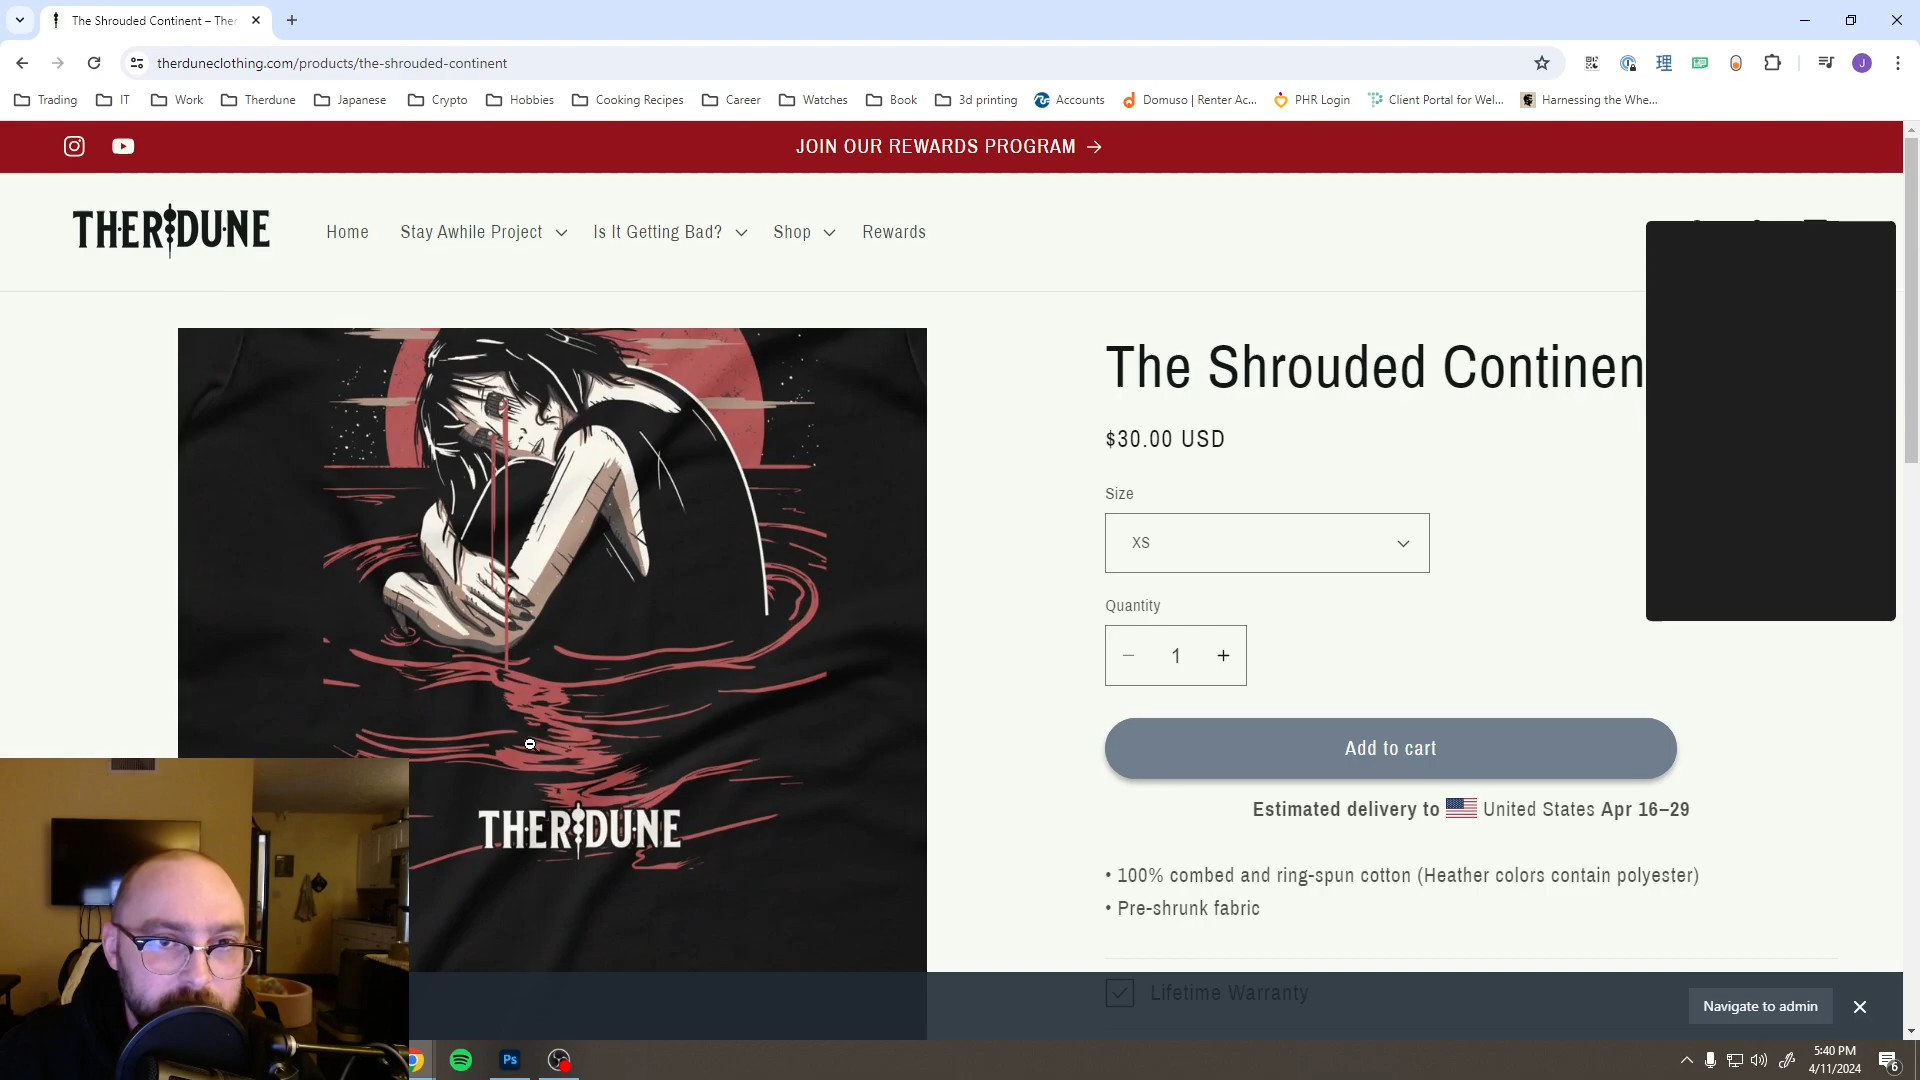 The Shrouded Continent – Ther
therduneclothing.com/products/the-shrouded-continent
理
J
Trading
IT
Work
Therdune
Japanese
Crypto
Hobbies
Cooking Recipes
Career
Watches
Book
3d printing
Accounts
Domuso | Renter Ac...
PHR Login
Client Portal for Wel...
Harnessing the Whe...
JOIN OUR REWARDS PROGRAM →
THERDUNE
Home
Stay Awhile Project
Is It Getting Bad?
Shop
Rewards
The Shrouded Continen
$30.00 USD
Size
XS
Quantity
− 1 +
Add to cart
Estimated delivery to United States Apr 16–29
THERDUNE
• 100% combed and ring-spun cotton (Heather colors contain polyester)
• Pre-shrunk fabric
Lifetime Warranty
Navigate to admin
Ps
5:40 PM
4/11/2024
6